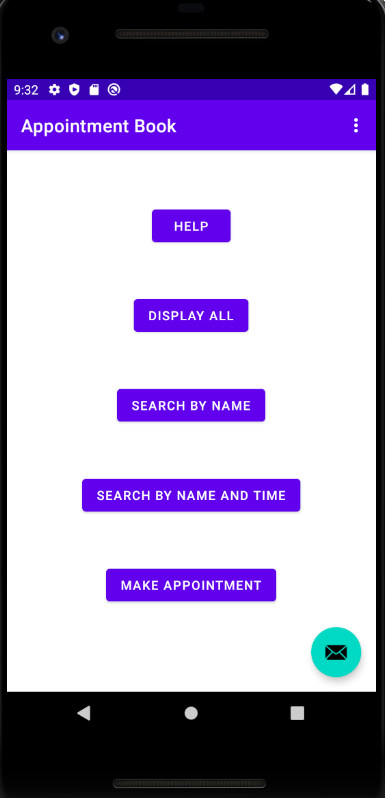 9:32
Appointment Book
HELP
DISPLAY ALL
SEARCH BY NAME
SEARCH BY NAME AND TIME
MAKE APPOINTMENT